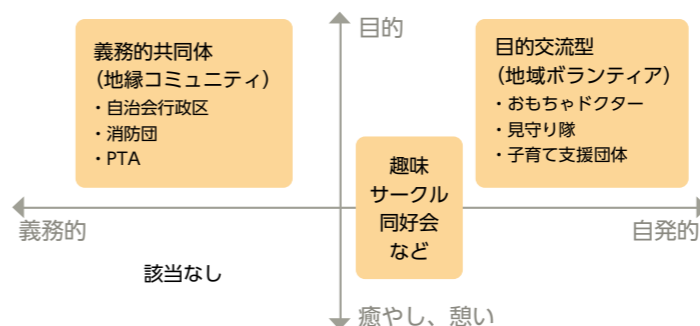 目的
義務的共同体
（地縁コミュニティ）
・自治会行政区
・消防団
・PTA
目的交流型
（地域ボランティア）
・おもちゃドクター
・見守り隊
・子育て支援団体
趣味
サークル
同好会
など
義務的
自発的
該当なし
癒やし、憩い